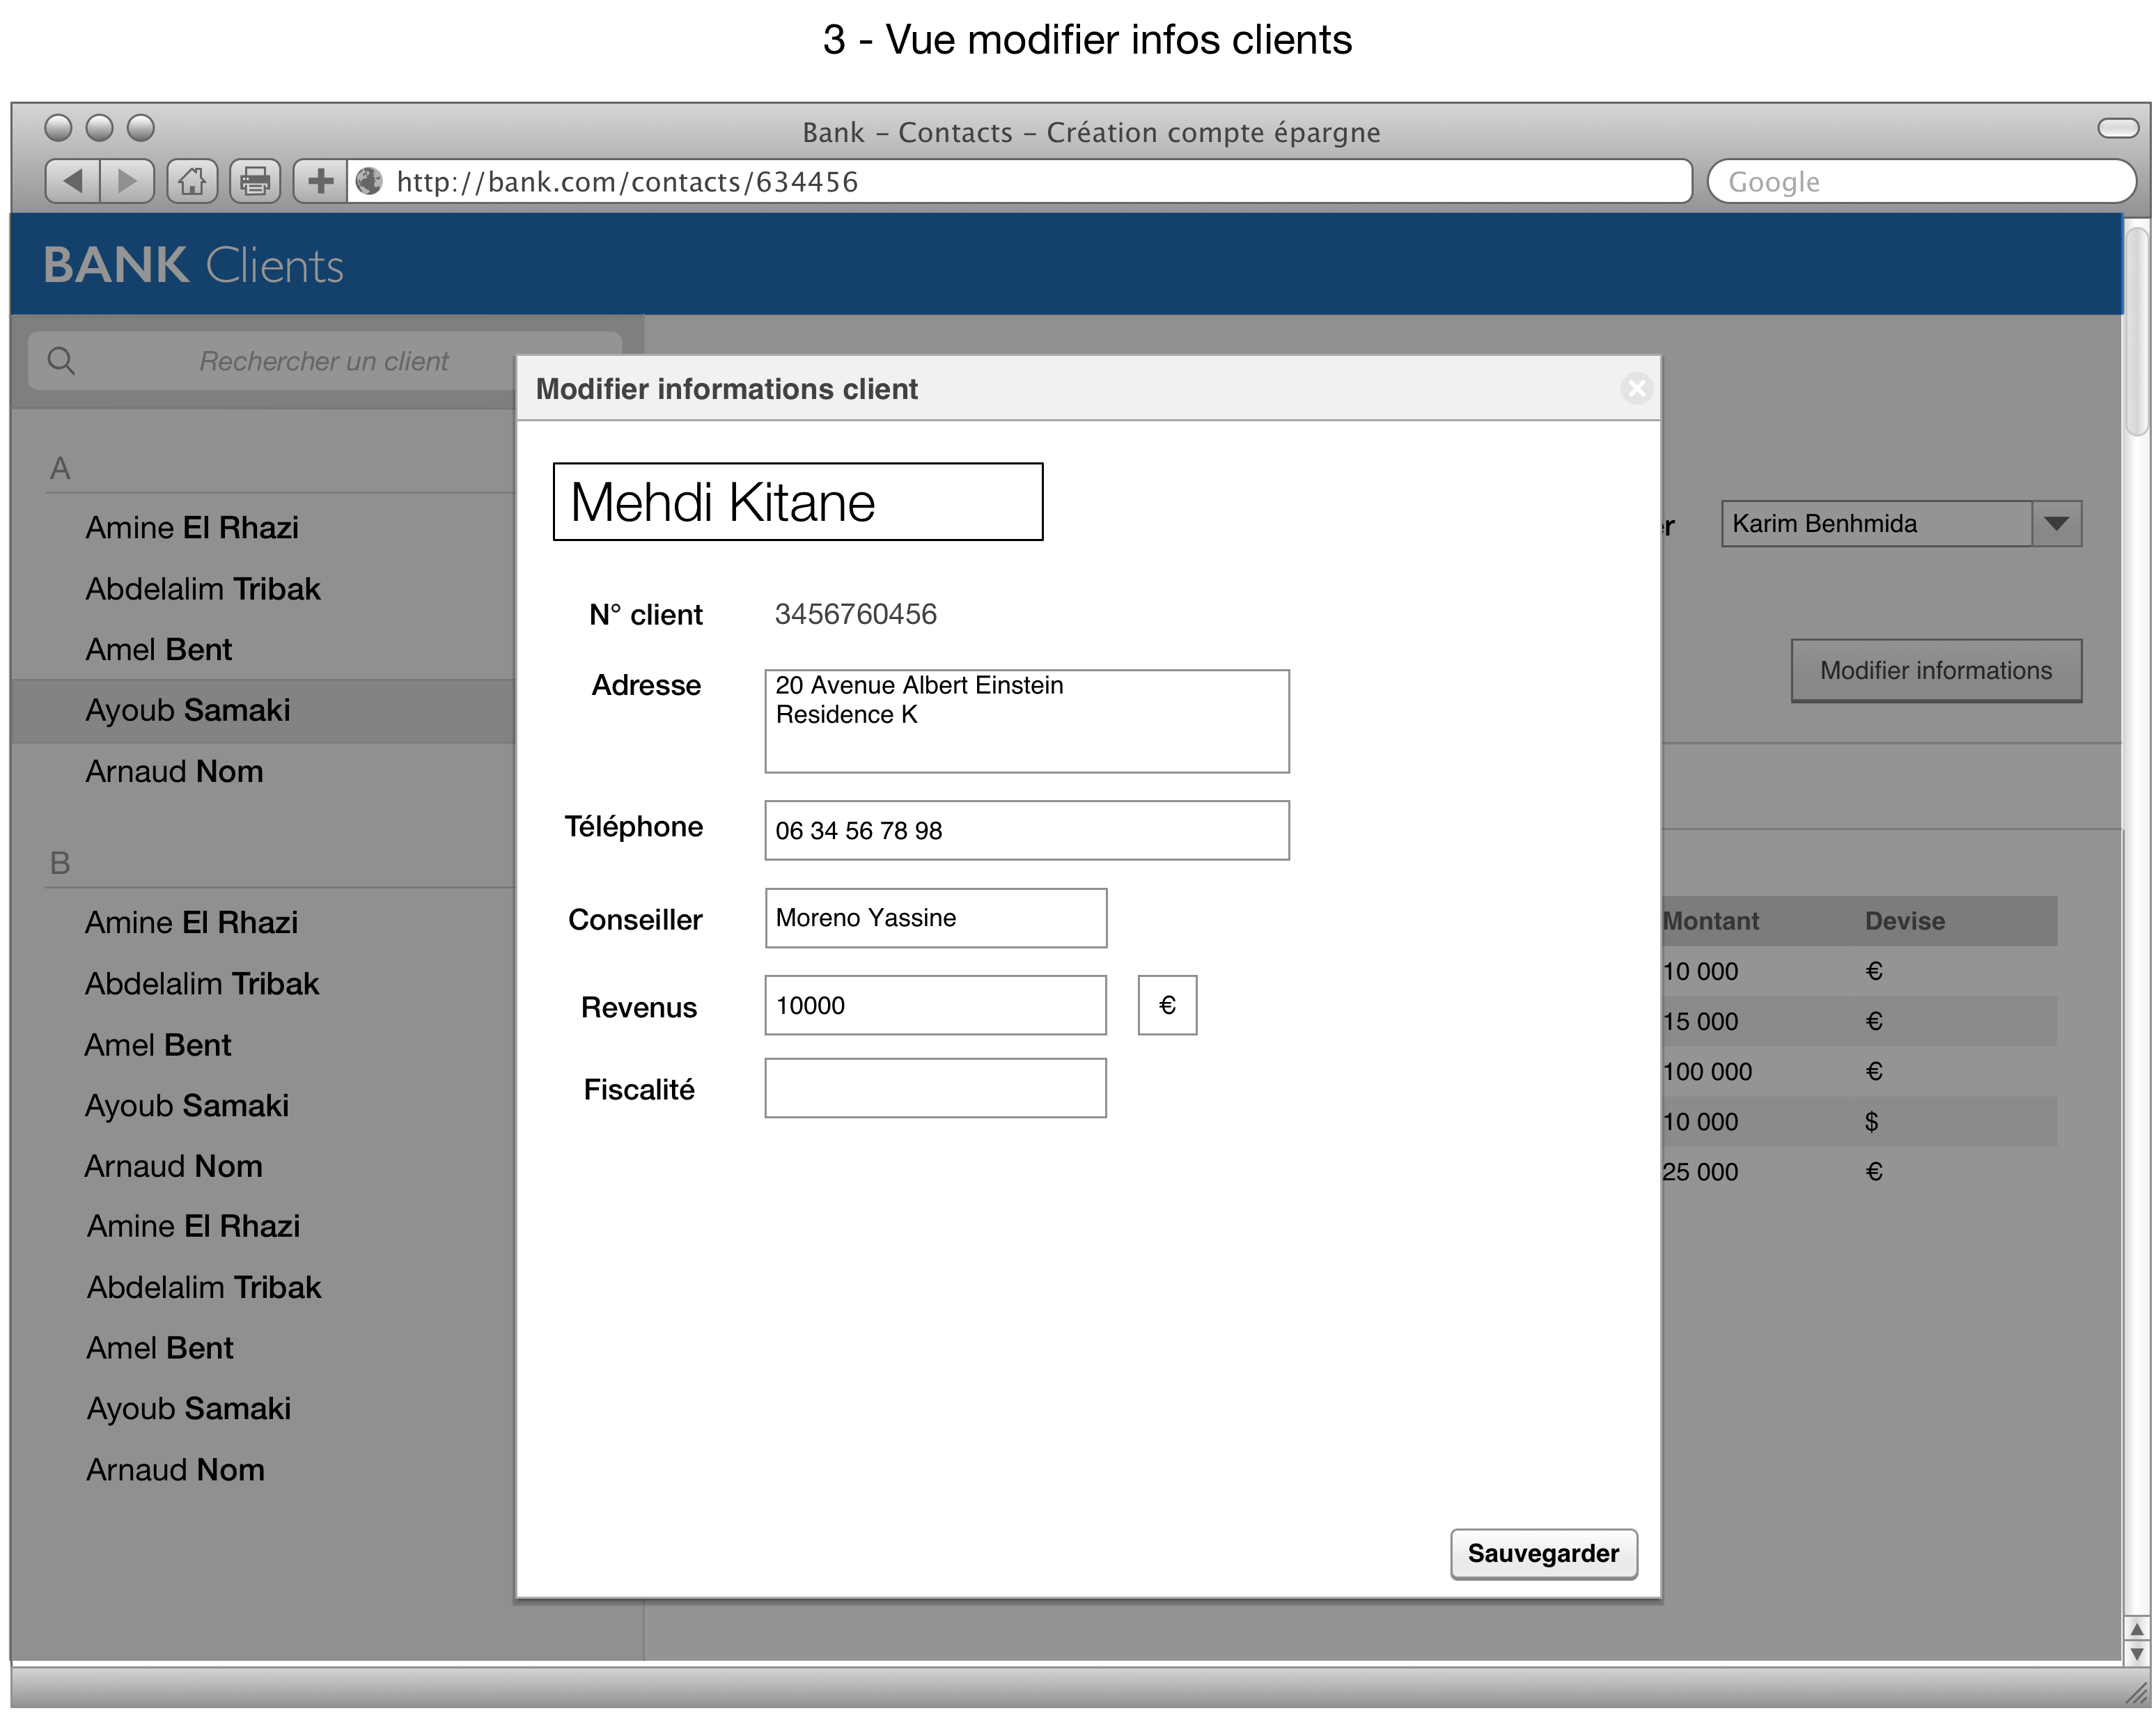 3 - Vue modifier infos clients
Bank – Contacts – Création compte épargne
http://bank.com/contacts/634456
Google
BANK Clients
Rechercher un client
A
Amine El Rhazi
Abdelalim Tribak
Amel Bent
Ayoub Samaki
Arnaud Nom
B
Amine El Rhazi
Abdelalim Tribak
Amel Bent
Ayoub Samaki
Arnaud Nom
Amine El Rhazi
Abdelalim Tribak
Amel Bent
Ayoub Samaki
Arnaud Nom
Modifier informations client
Mehdi Kitane
N° client 3456760456
Adresse 20 Avenue Albert Einstein
Residence K
Téléphone 06 34 56 78 98
Conseiller Moreno Yassine
Revenus 10000 €
Fiscalité
Sauvegarder
Karim Benhmida
Modifier informations
Montant Devise
10 000 €
15 000 €
100 000 €
10 000 $
25 000 €